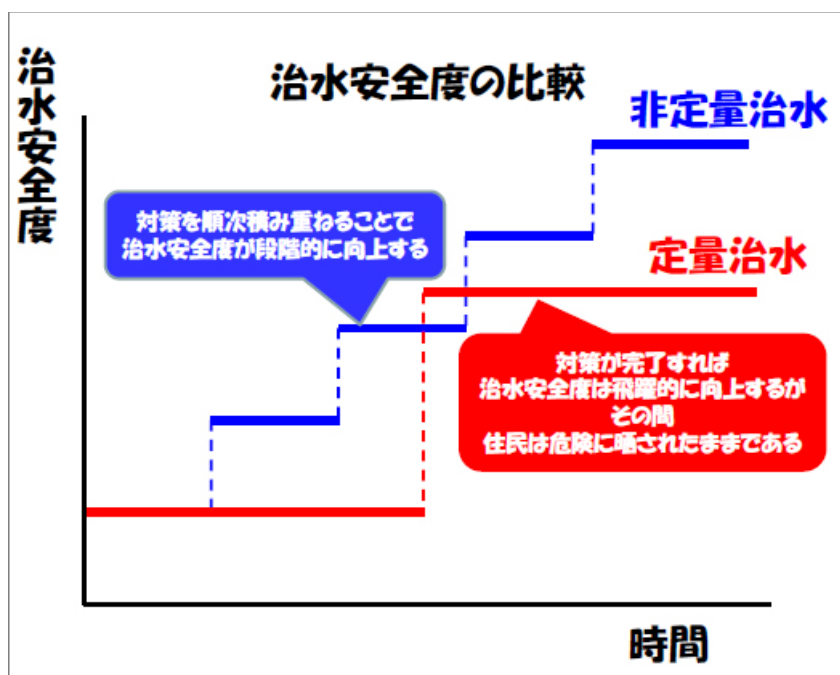 治水安全度の比較
治水安全度
非定量治水
対策を順次積み重ねることで
治水安全度が段階的に向上する
定量治水
対策が完了すれば
治水安全度は飛躍的に向上するが
その間
住民は危険に晒されたままである
時間